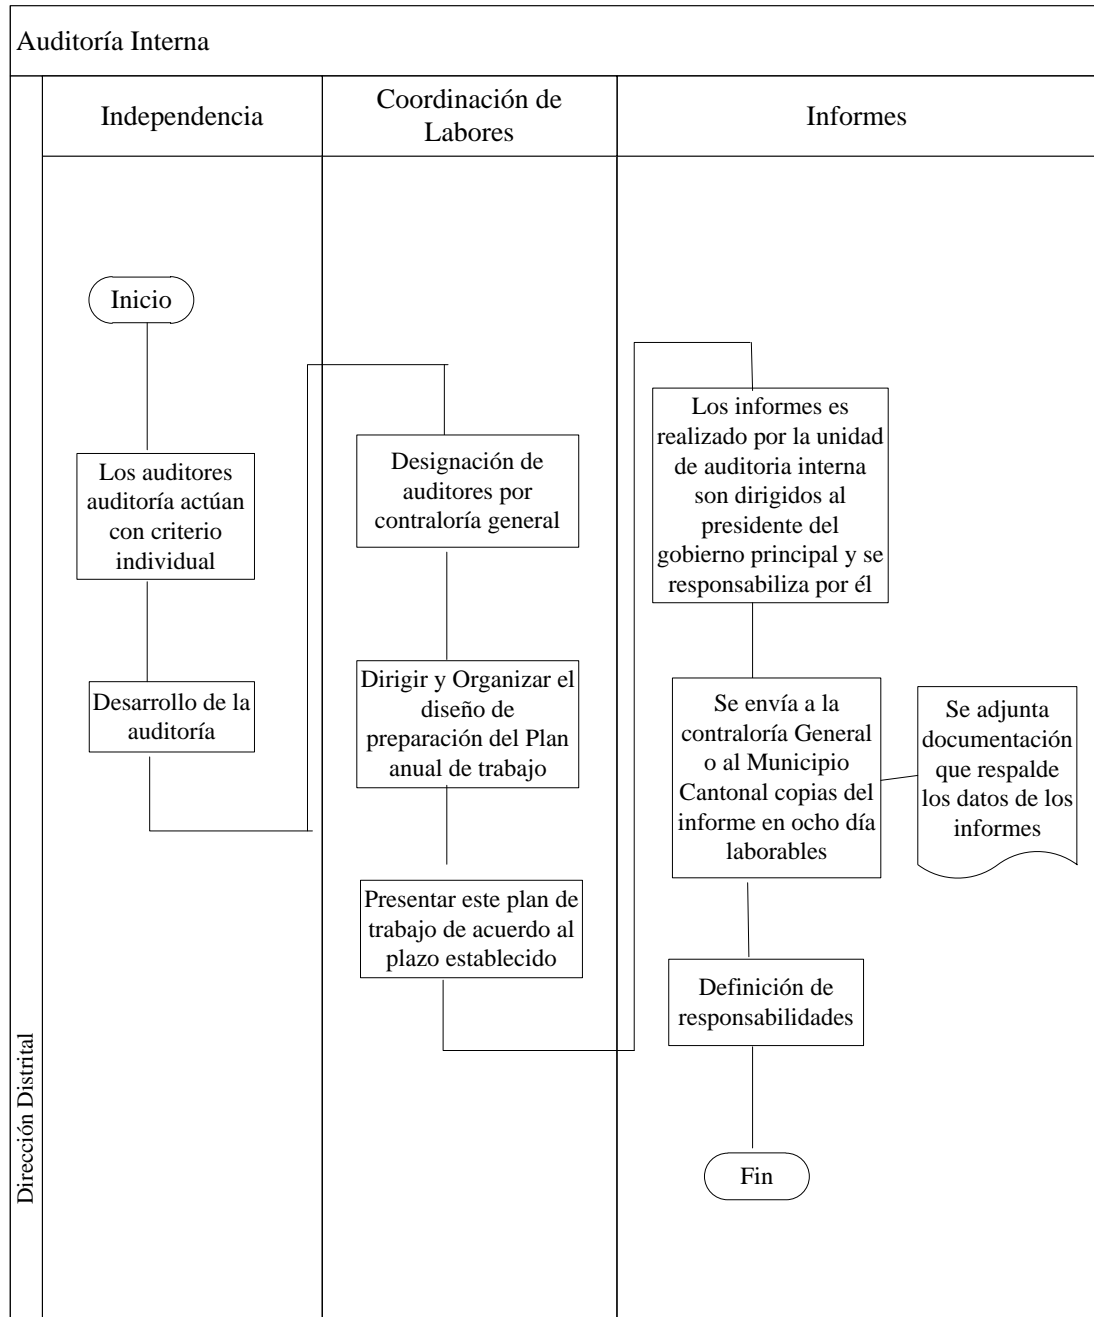 Auditoría Interna
Independencia
Coordinación de
Labores
Informes
Dirección Distrital
Inicio
Los auditores
auditoría actúan
con criterio
individual
Desarrollo de la
auditoría
Designación de
auditores por
contraloría general
Dirigir y Organizar el
diseño de
preparación del Plan
anual de trabajo
Presentar este plan de
trabajo de acuerdo al
plazo establecido
Los informes es
realizado por la unidad
de auditoria interna
son dirigidos al
presidente del
gobierno principal y se
responsabiliza por él
Se envía a la
contraloría General
o al Municipio
Cantonal copias del
informe en ocho día
laborables
Se adjunta
documentación
que respalde
los datos de los
informes
Definición de
responsabilidades
Fin